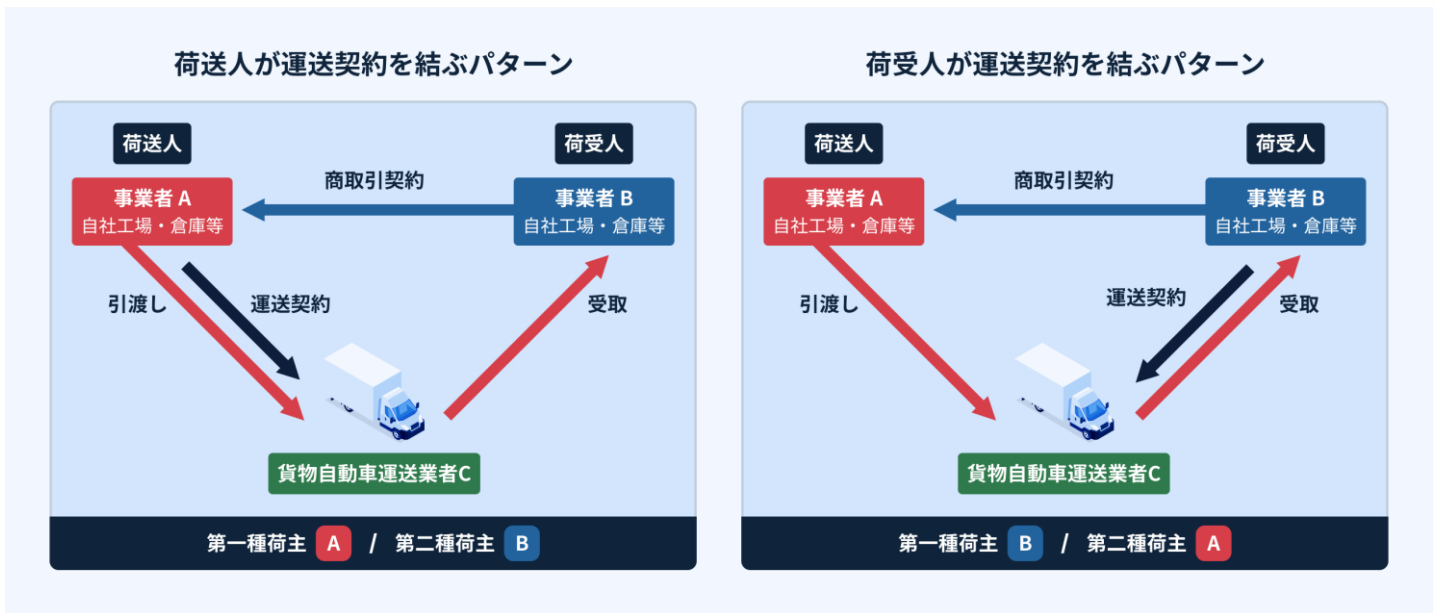 荷送人が運送契約を結ぶパターン
荷送人
荷受人
商取引契約
事業者 A
自社工場・倉庫等
事業者 B
自社工場・倉庫等
引渡し
運送契約
受取
貨物自動車運送業者C
第一種荷主 A / 第二種荷主 B
荷受人が運送契約を結ぶパターン
荷送人
荷受人
商取引契約
事業者 A
自社工場・倉庫等
事業者 B
自社工場・倉庫等
引渡し
運送契約
受取
貨物自動車運送業者C
第一種荷主 B / 第二種荷主 A